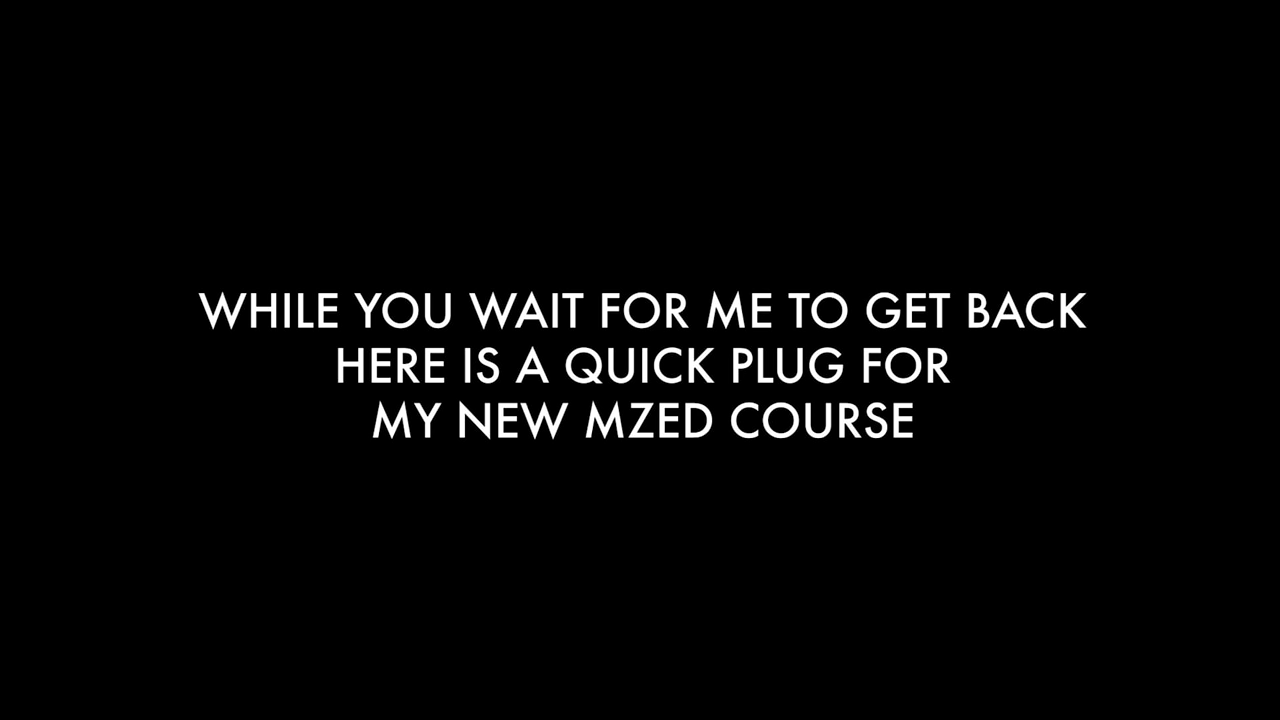 WHILE YOU WAIT FOR ME TO GET BACK
HERE IS A QUICK PLUG FOR
MY NEW MZED COURSE